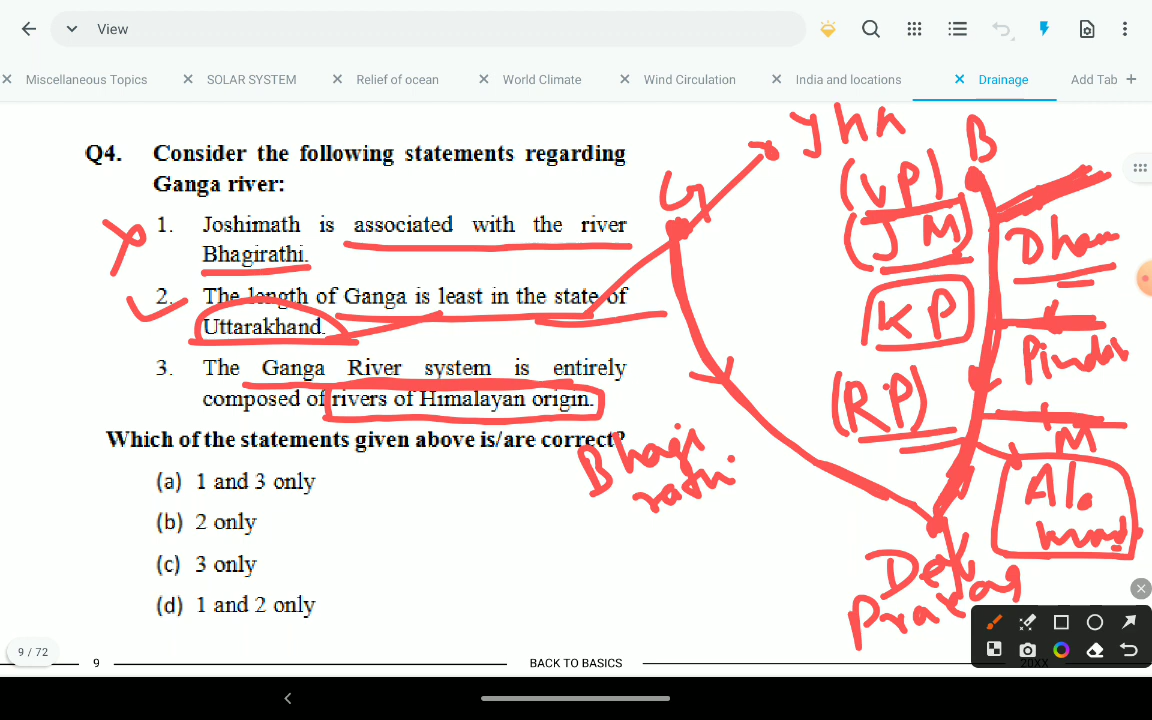 View
Miscellaneous Topics
SOLAR SYSTEM
Relief of ocean
World Climate
Wind Circulation
India and locations
Drainage
Add Tab +
Q4. Consider the following statements regarding
Ganga river:
1. Joshimath is associated with the river
Bhagirathi.
2. The length of Ganga is least in the state of
Uttarakhand.
3. The Ganga River system is entirely
composed of rivers of Himalayan origin.
Which of the statements given above is/are correct?
(a) 1 and 3 only
(b) 2 only
(c) 3 only
(d) 1 and 2 only
G
B
(VP)
(JM)
KP
(RP)
Pindar
M
Bhagi
rathi
Dev
Prayag
9 / 72
9
BACK TO BASICS
20XX